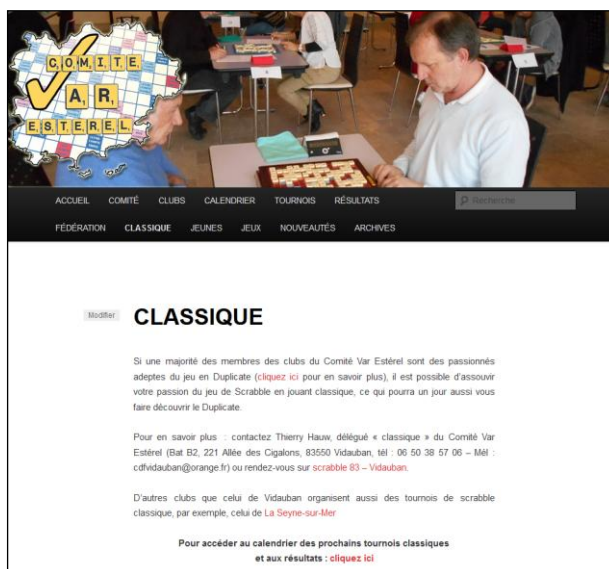 COMITE
VAR
ESTEREL
ACCUEIL COMITÉ CLUBS CALENDRIER TOURNOIS RÉSULTATS
Recherche
FÉDÉRATION CLASSIQUE JEUNES JEUX NOUVEAUTÉS ARCHIVES
Modifier
CLASSIQUE
Si une majorité des membres des clubs du Comité Var Estérel sont des passionnés
adeptes du jeu en Duplicate (cliquez ici pour en savoir plus), il est possible d'assouvir
votre passion du jeu de Scrabble en jouant classique, ce qui pourra un jour aussi vous
faire découvrir le Duplicate.
Pour en savoir plus : contactez Thierry Hauw, délégué « classique » du Comité Var
Estérel (Bat B2, 221 Allée des Cigalons, 83550 Vidauban, tél : 06 50 38 57 06 – Mél :
cdfvidauban@orange.fr) ou rendez-vous sur scrabble 83 – Vidauban.
D'autres clubs que celui de Vidauban organisent aussi des tournois de scrabble
classique, par exemple, celui de La Seyne-sur-Mer
Pour accéder au calendrier des prochains tournois classiques
et aux résultats : cliquez ici